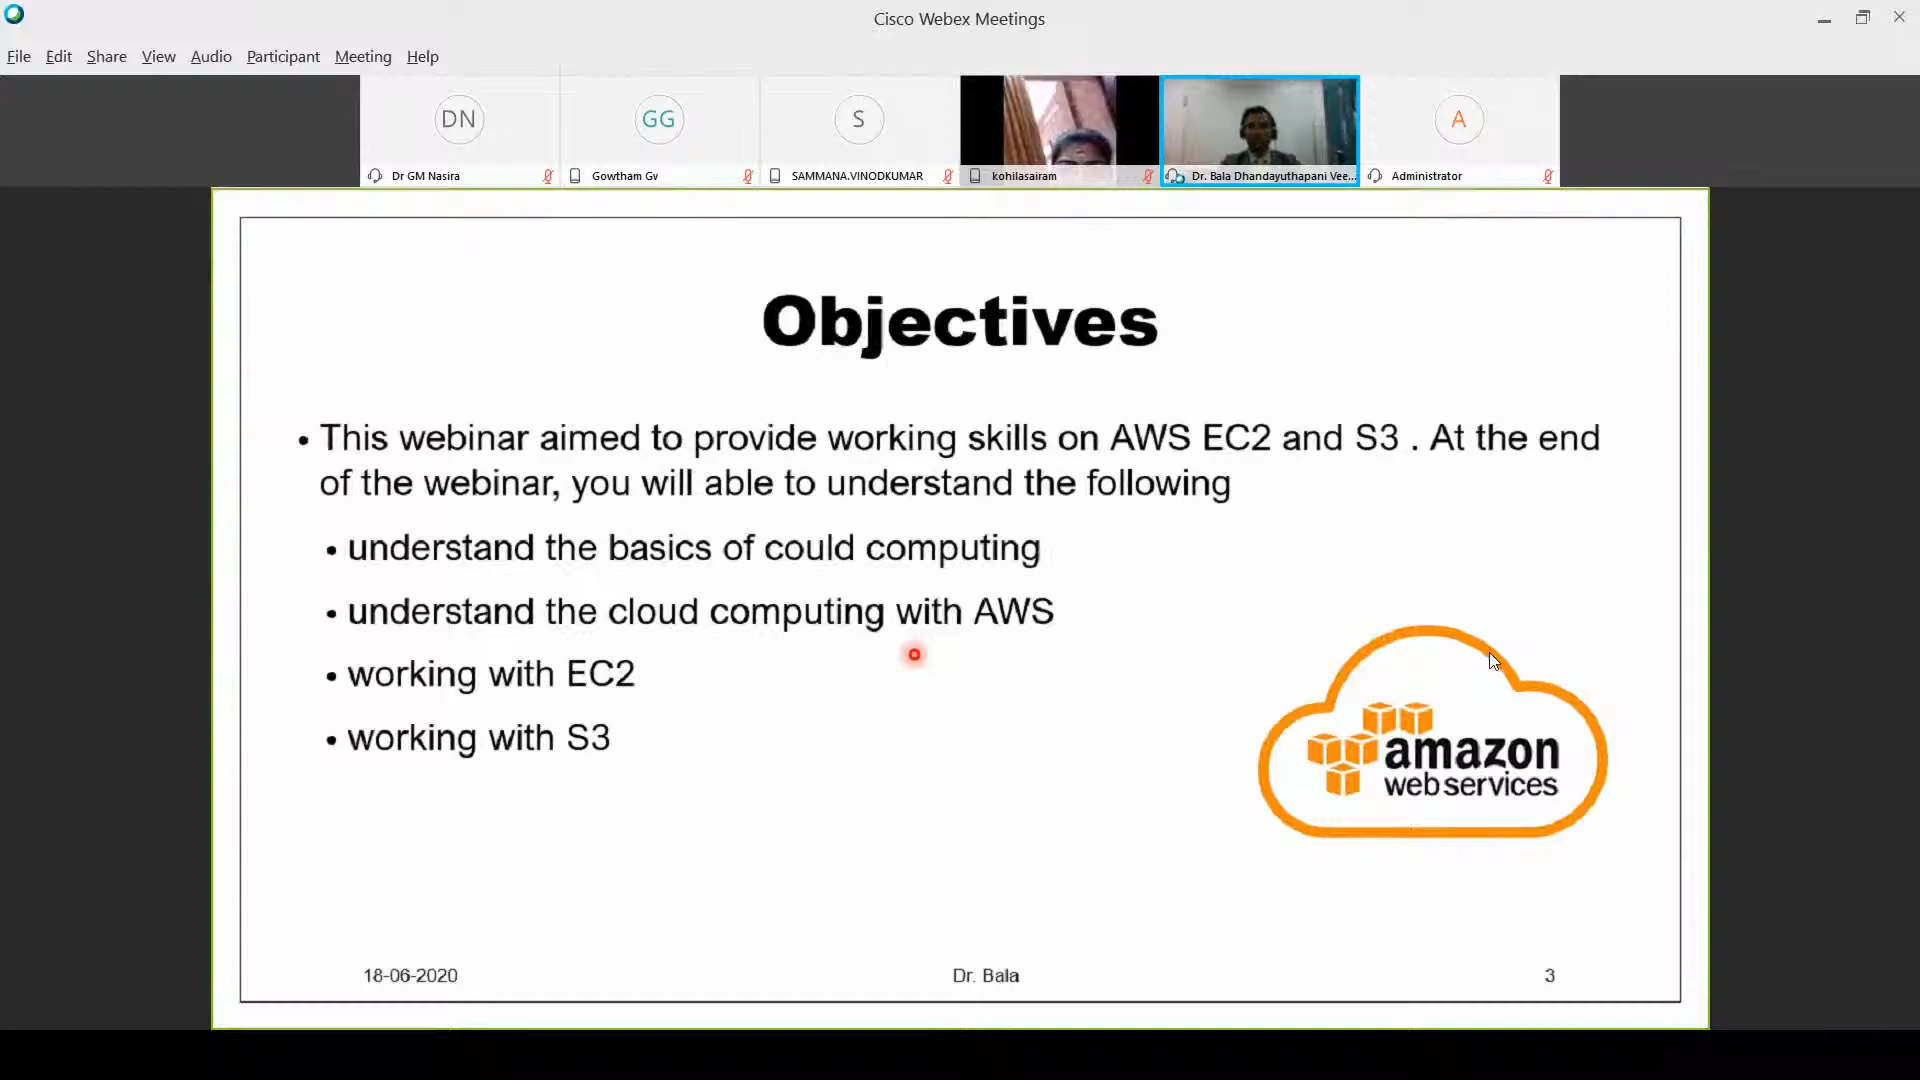 Cisco Webex Meetings
File Edit Share View Audio Participant Meeting Help
DN GG S A
Dr GM Nasira Gowtham Gv SAMMANA.VINODKUMAR kohilasairam Dr. Bala Dhandayuthapani Vee... Administrator
Objectives
• This webinar aimed to provide working skills on AWS EC2 and S3 . At the end
of the webinar, you will able to understand the following
• understand the basics of could computing
• understand the cloud computing with AWS
• working with EC2
• working with S3
amazon
web services
18-06-2020 Dr. Bala 3